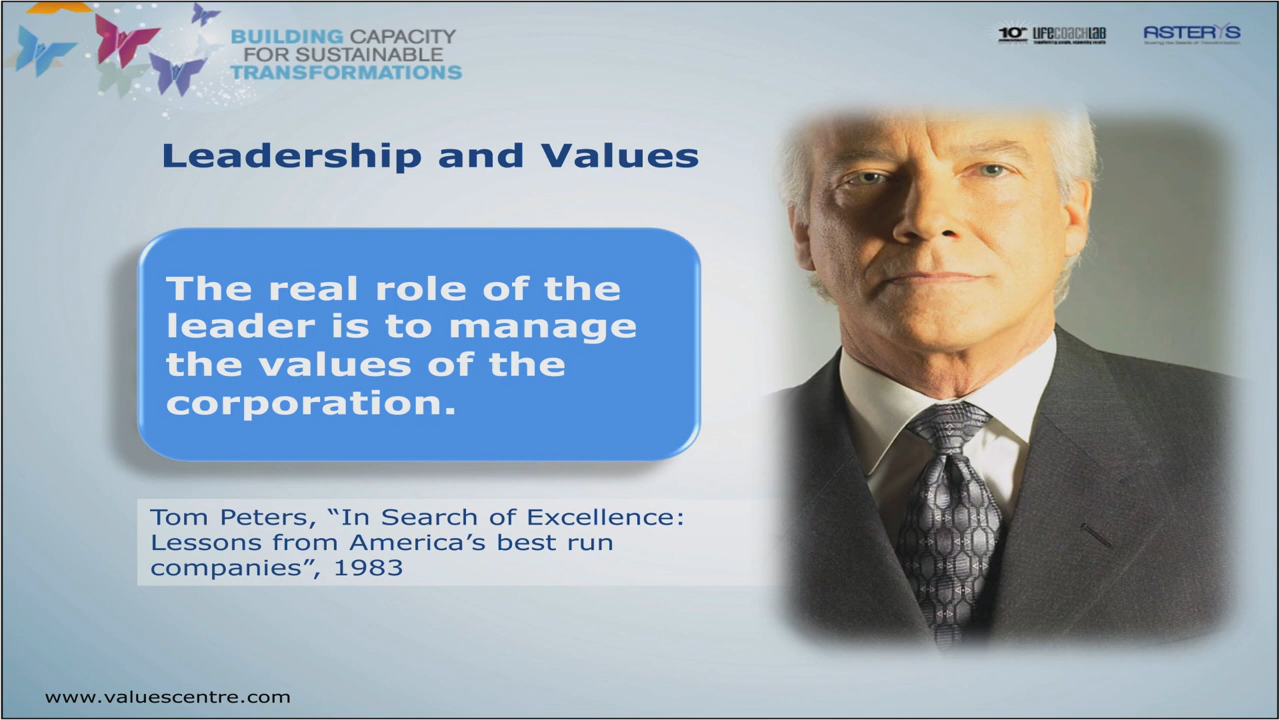 BUILDING CAPACITY
FOR SUSTAINABLE
TRANSFORMATIONS
10
LIFECOACHLAB
ASTERYS
Leadership and Values
The real role of the
leader is to manage
the values of the
corporation.
Tom Peters, “In Search of Excellence:
Lessons from America’s best run
companies”, 1983
www.valuescentre.com